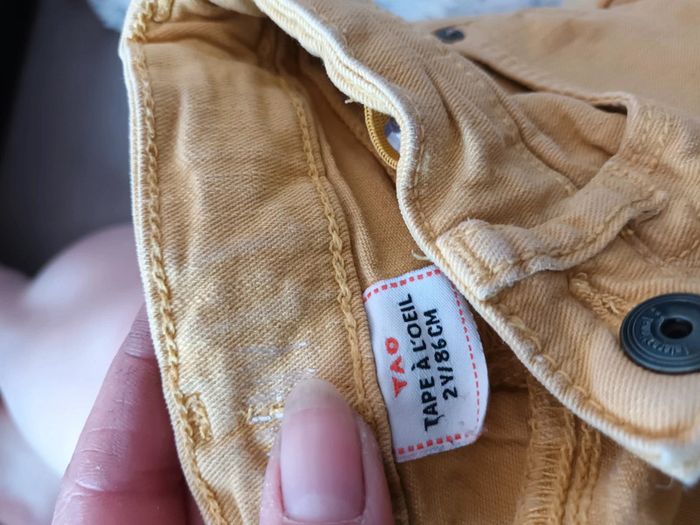 TAO
TAPE À L'OEIL
2Y/86CM